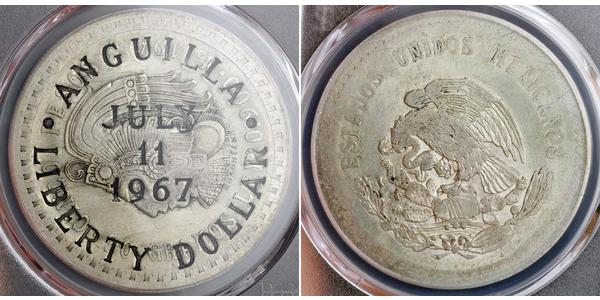 ANGUILLA
JULY
11
1967
LIBERTY DOLLAR
ESTADOS UNIDOS MEXICANOS